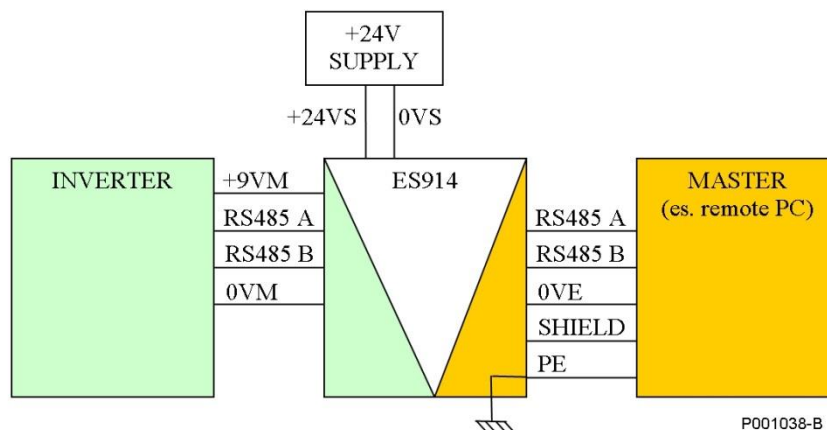 +24V
SUPPLY
+24VS
0VS
INVERTER
+9VM
RS485 A
RS485 B
0VM
ES914
RS485 A
RS485 B
0VE
SHIELD
PE
MASTER
(es. remote PC)
P001038-B